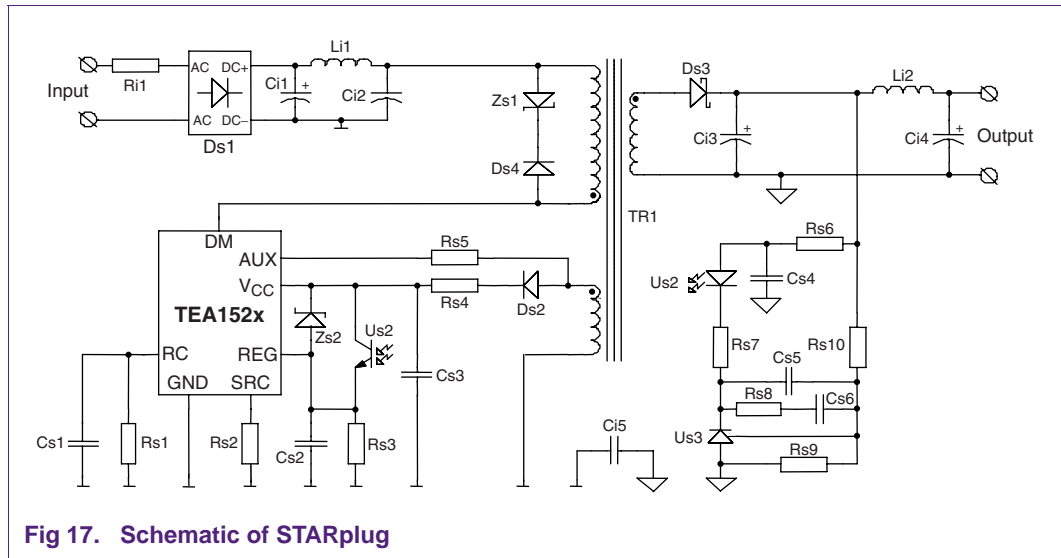 Li1
Ds3
Li2
AC DC+
Ri1
Ci1 +
Zs1
Input
Ci2
+
Ci3
+
Ci4
Output
AC DC−
Ds1
Ds4
TR1
DM
Rs5
Rs6
AUX
Us2
Cs4
VCC
Rs4
Ds2
TEA152x
Zs2
Us2
Rs7
Rs10
RC
REG
Cs3
Cs5
GND SRC
Rs8
Cs6
Cs1
Rs1
Rs2
Cs2
Rs3
Ci5
Us3
Rs9
Fig 17. Schematic of STARplug